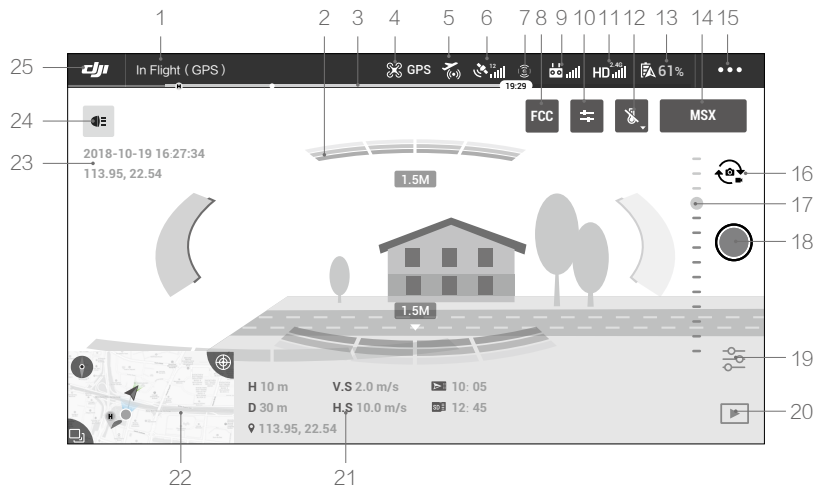 1 2 3 4 5 6 7 8 9 10 11 12 13 14 15
25 dji In Flight ( GPS ) GPS 12 HD 2.4G 61%
H 19:29
24 FCC MSX
23 2018-10-19 16:27:34
113.95, 22.54
1.5M
16
17
18
1.5M
19
H 10 m V.S 2.0 m/s 10: 05
D 30 m H.S 10.0 m/s SD 12: 45
20
113.95, 22.54
H
22 21